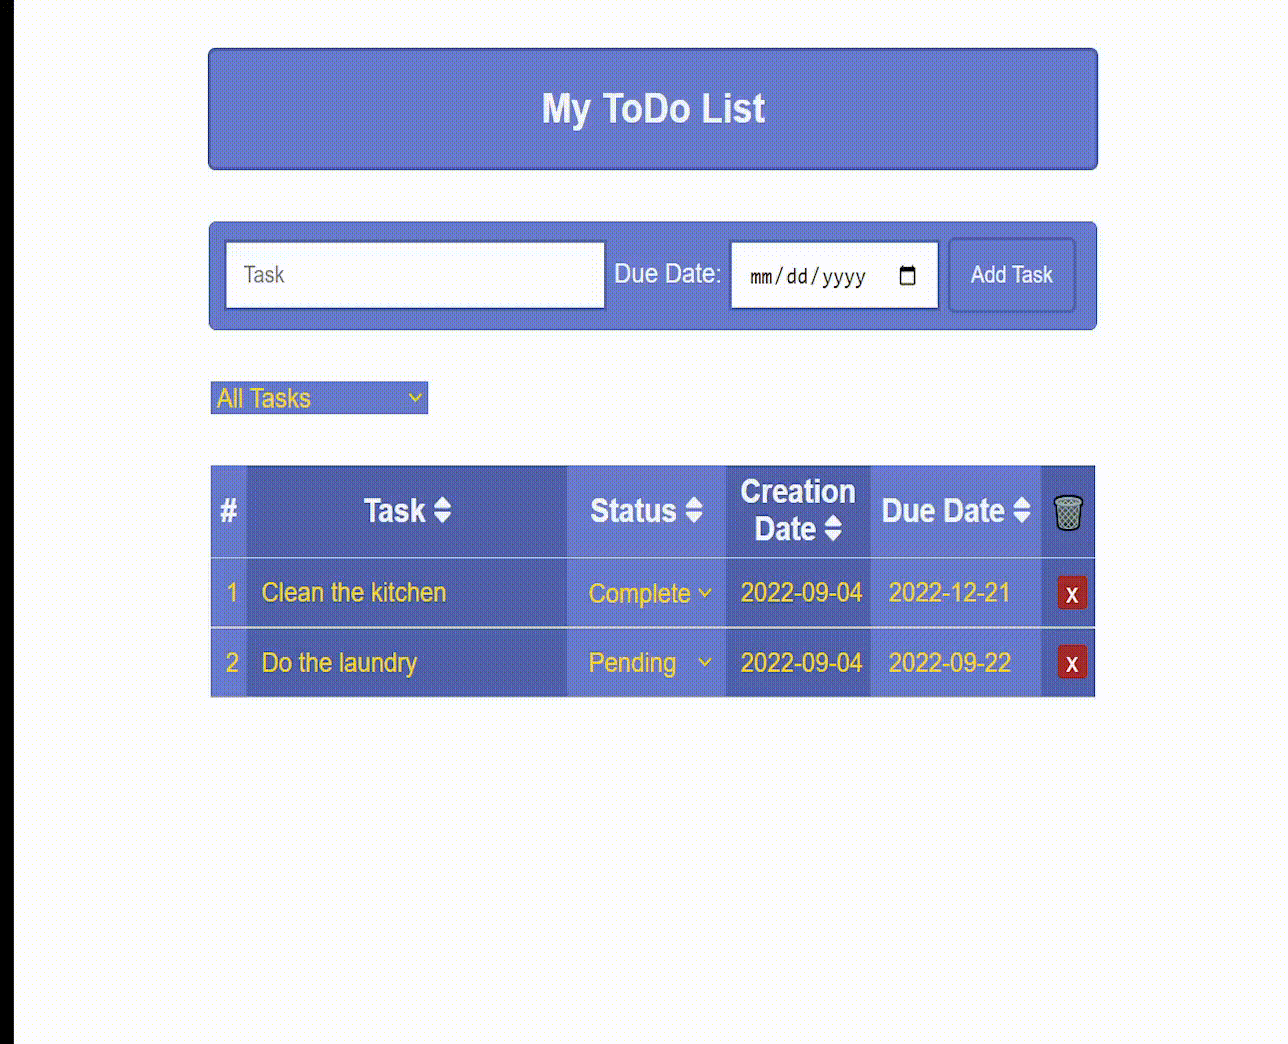 My ToDo List
Task Due Date: mm/dd/yyyy Add Task
All Tasks
# Task Status Creation Date Due Date
1 Clean the kitchen Complete 2022-09-04 2022-12-21 x
2 Do the laundry Pending 2022-09-04 2022-09-22 x